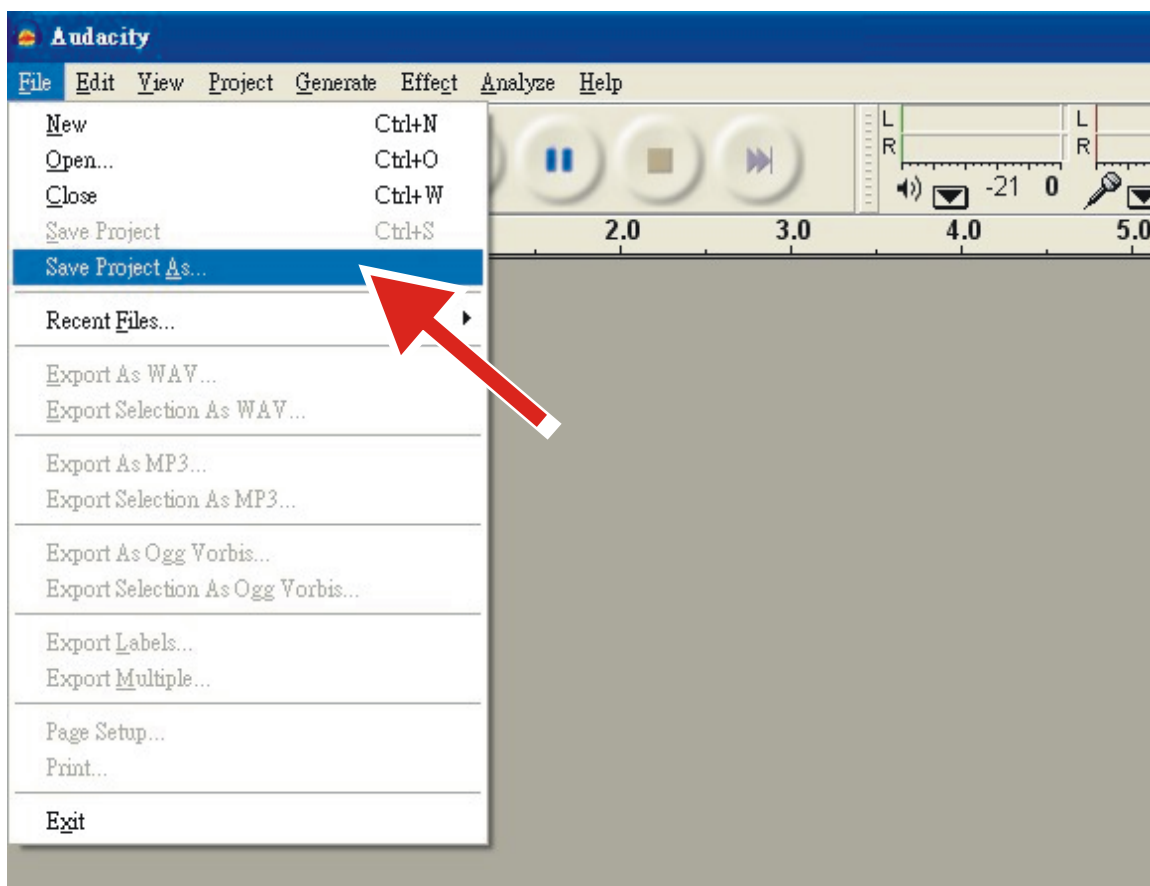 Audacity
File Edit View Project Generate Effect Analyze Help
New Ctrl+N
Open... Ctrl+O
Close Ctrl+W
Save Project Ctrl+S
Save Project As...
Recent Files...
Export As WAV...
Export Selection As WAV...
Export As MP3...
Export Selection As MP3...
Export As Ogg Vorbis...
Export Selection As Ogg Vorbis...
Export Labels...
Export Multiple...
Page Setup...
Print...
Exit
L L
R R
-21 0
2.0 3.0 4.0 5.0